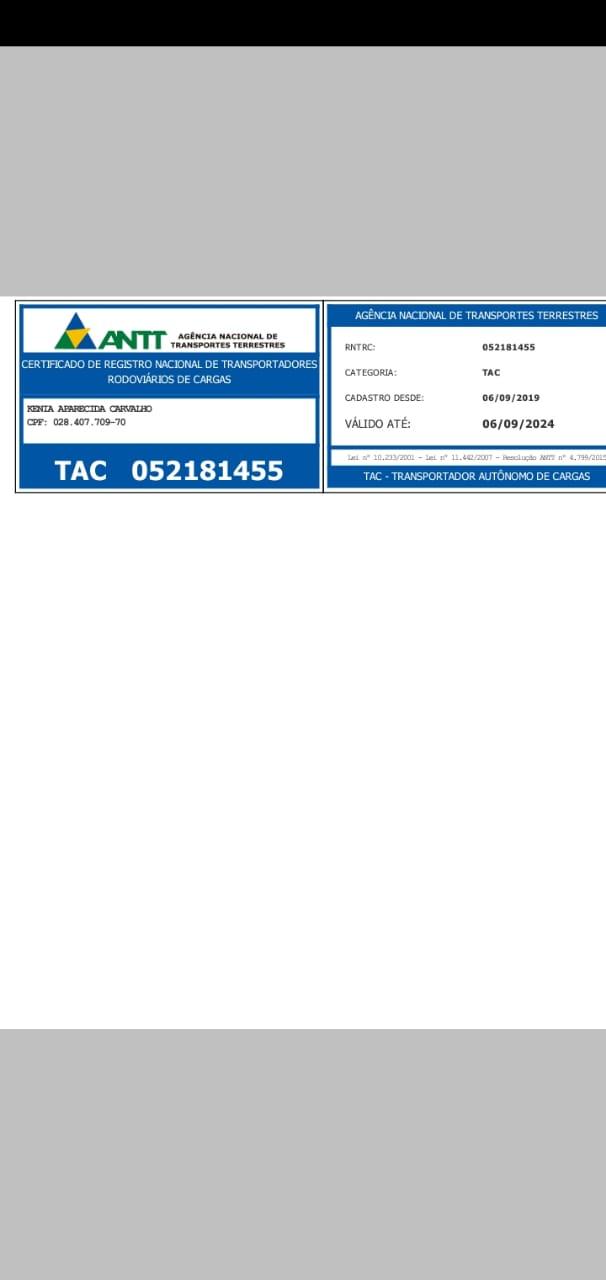 ANTT
AGÊNCIA NACIONAL DE
TRANSPORTES TERRESTRES
CERTIFICADO DE REGISTRO NACIONAL DE TRANSPORTADORES
RODOVIÁRIOS DE CARGAS
KENIA APARECIDA CARVALHO
CPF: 028.407.709-70
TAC 052181455
AGÊNCIA NACIONAL DE TRANSPORTES TERRESTRES
RNTRC: 052181455
CATEGORIA: TAC
CADASTRO DESDE: 06/09/2019
VÁLIDO ATÉ: 06/09/2024
Lei nº 10.233/2001 - Lei nº 11.442/2007 - Resolução ANTT nº 4.799/2015
TAC - TRANSPORTADOR AUTÔNOMO DE CARGAS